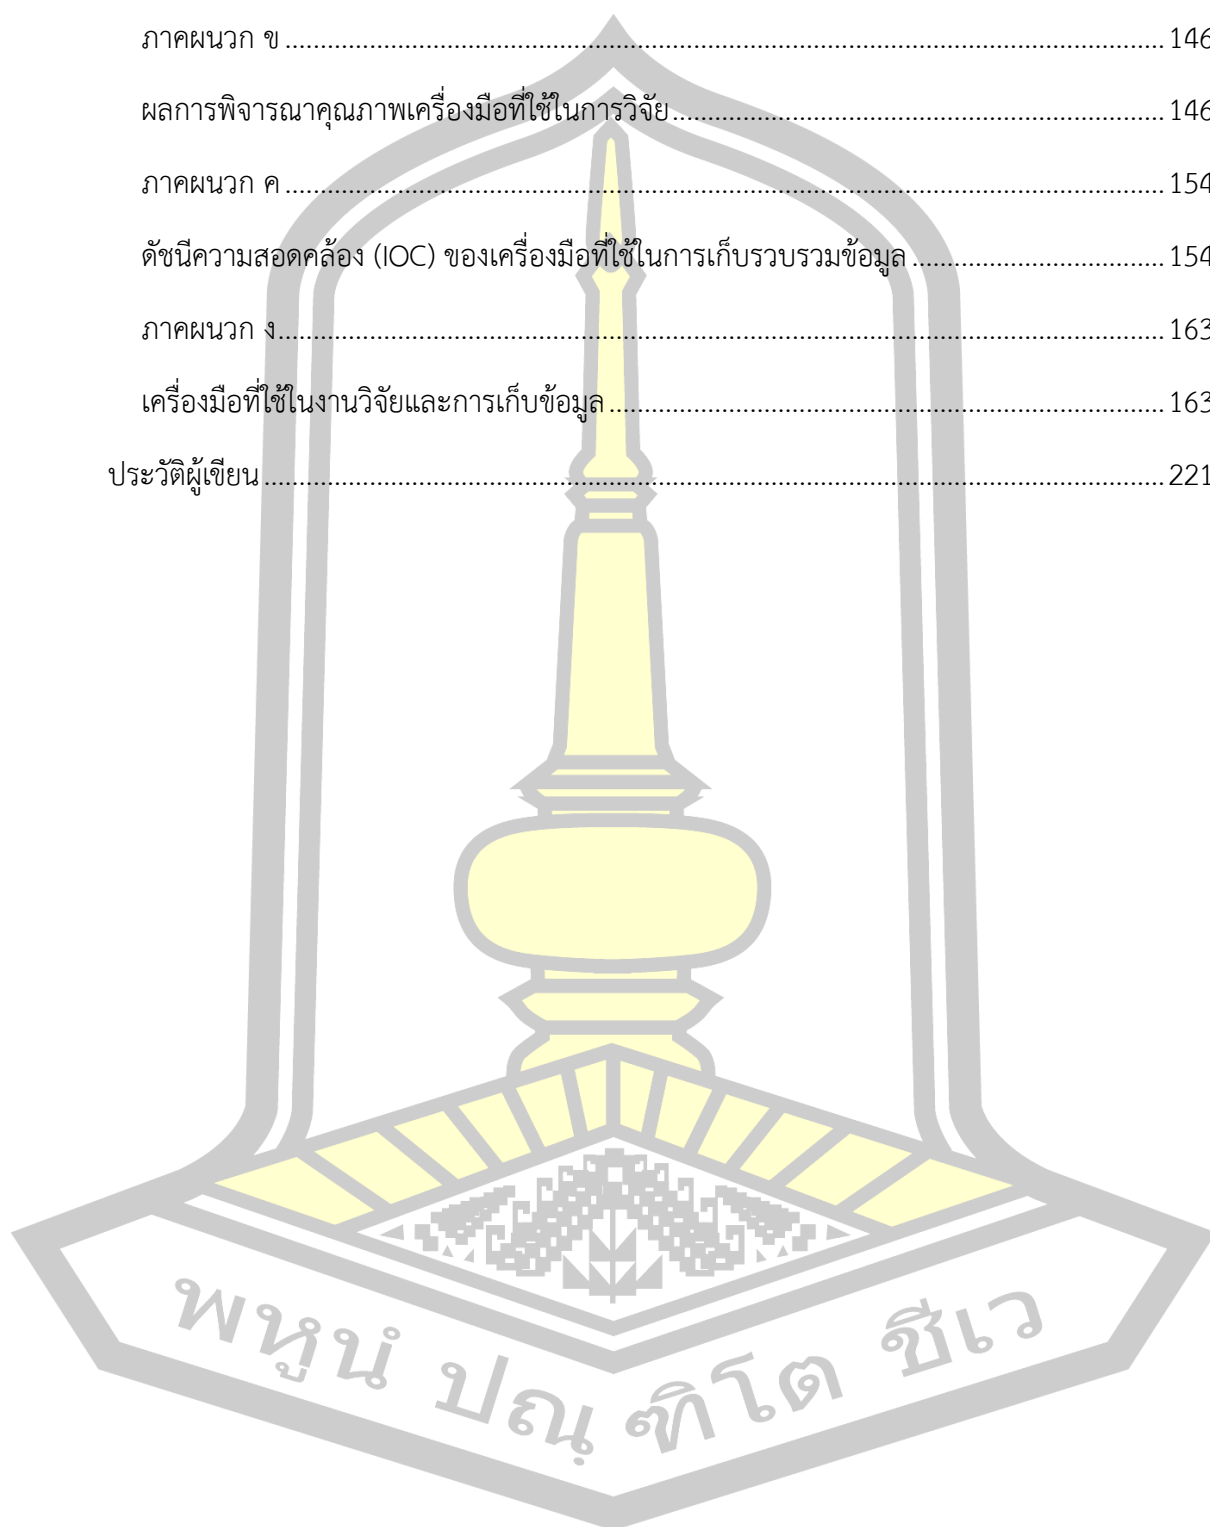 ภาคผนวก ข ........................................................................................................ 146
ผลการพิจารณาคุณภาพเครื่องมือที่ใช้ในการวิจัย .......................................................... 146
ภาคผนวก ค ........................................................................................................ 154
ดัชนีความสอดคล้อง (IOC) ของเครื่องมือที่ใช้ในการเก็บรวบรวมข้อมูล .............................. 154
ภาคผนวก ง ........................................................................................................ 163
เครื่องมือที่ใช้ในงานวิจัยและการเก็บข้อมูล .................................................................. 163
ประวัติผู้เขียน ........................................................................................................... 221
พหูนํ ปณฺฑิโต ชีเว